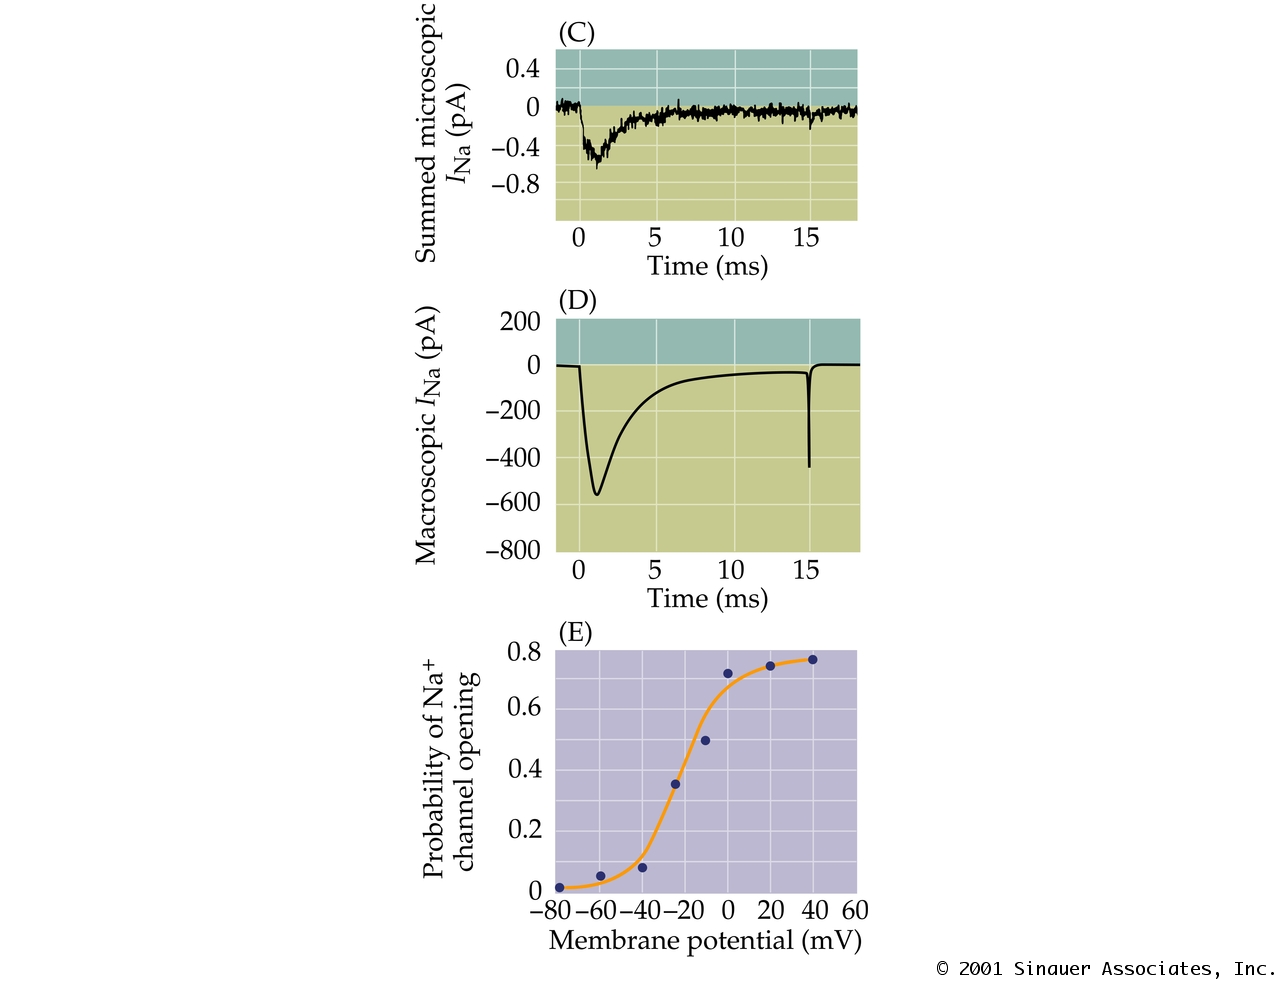 (C)
Summed microscopic
I_Na (pA)
0.4
0
−0.4
−0.8
0 5 10 15
Time (ms)
(D)
Macroscopic I_Na (pA)
200
0
−200
−400
−600
−800
0 5 10 15
Time (ms)
(E)
Probability of Na⁺
channel opening
0.8
0.6
0.4
0.2
0
−80 −60 −40 −20 0 20 40 60
Membrane potential (mV)
© 2001 Sinauer Associates, Inc.